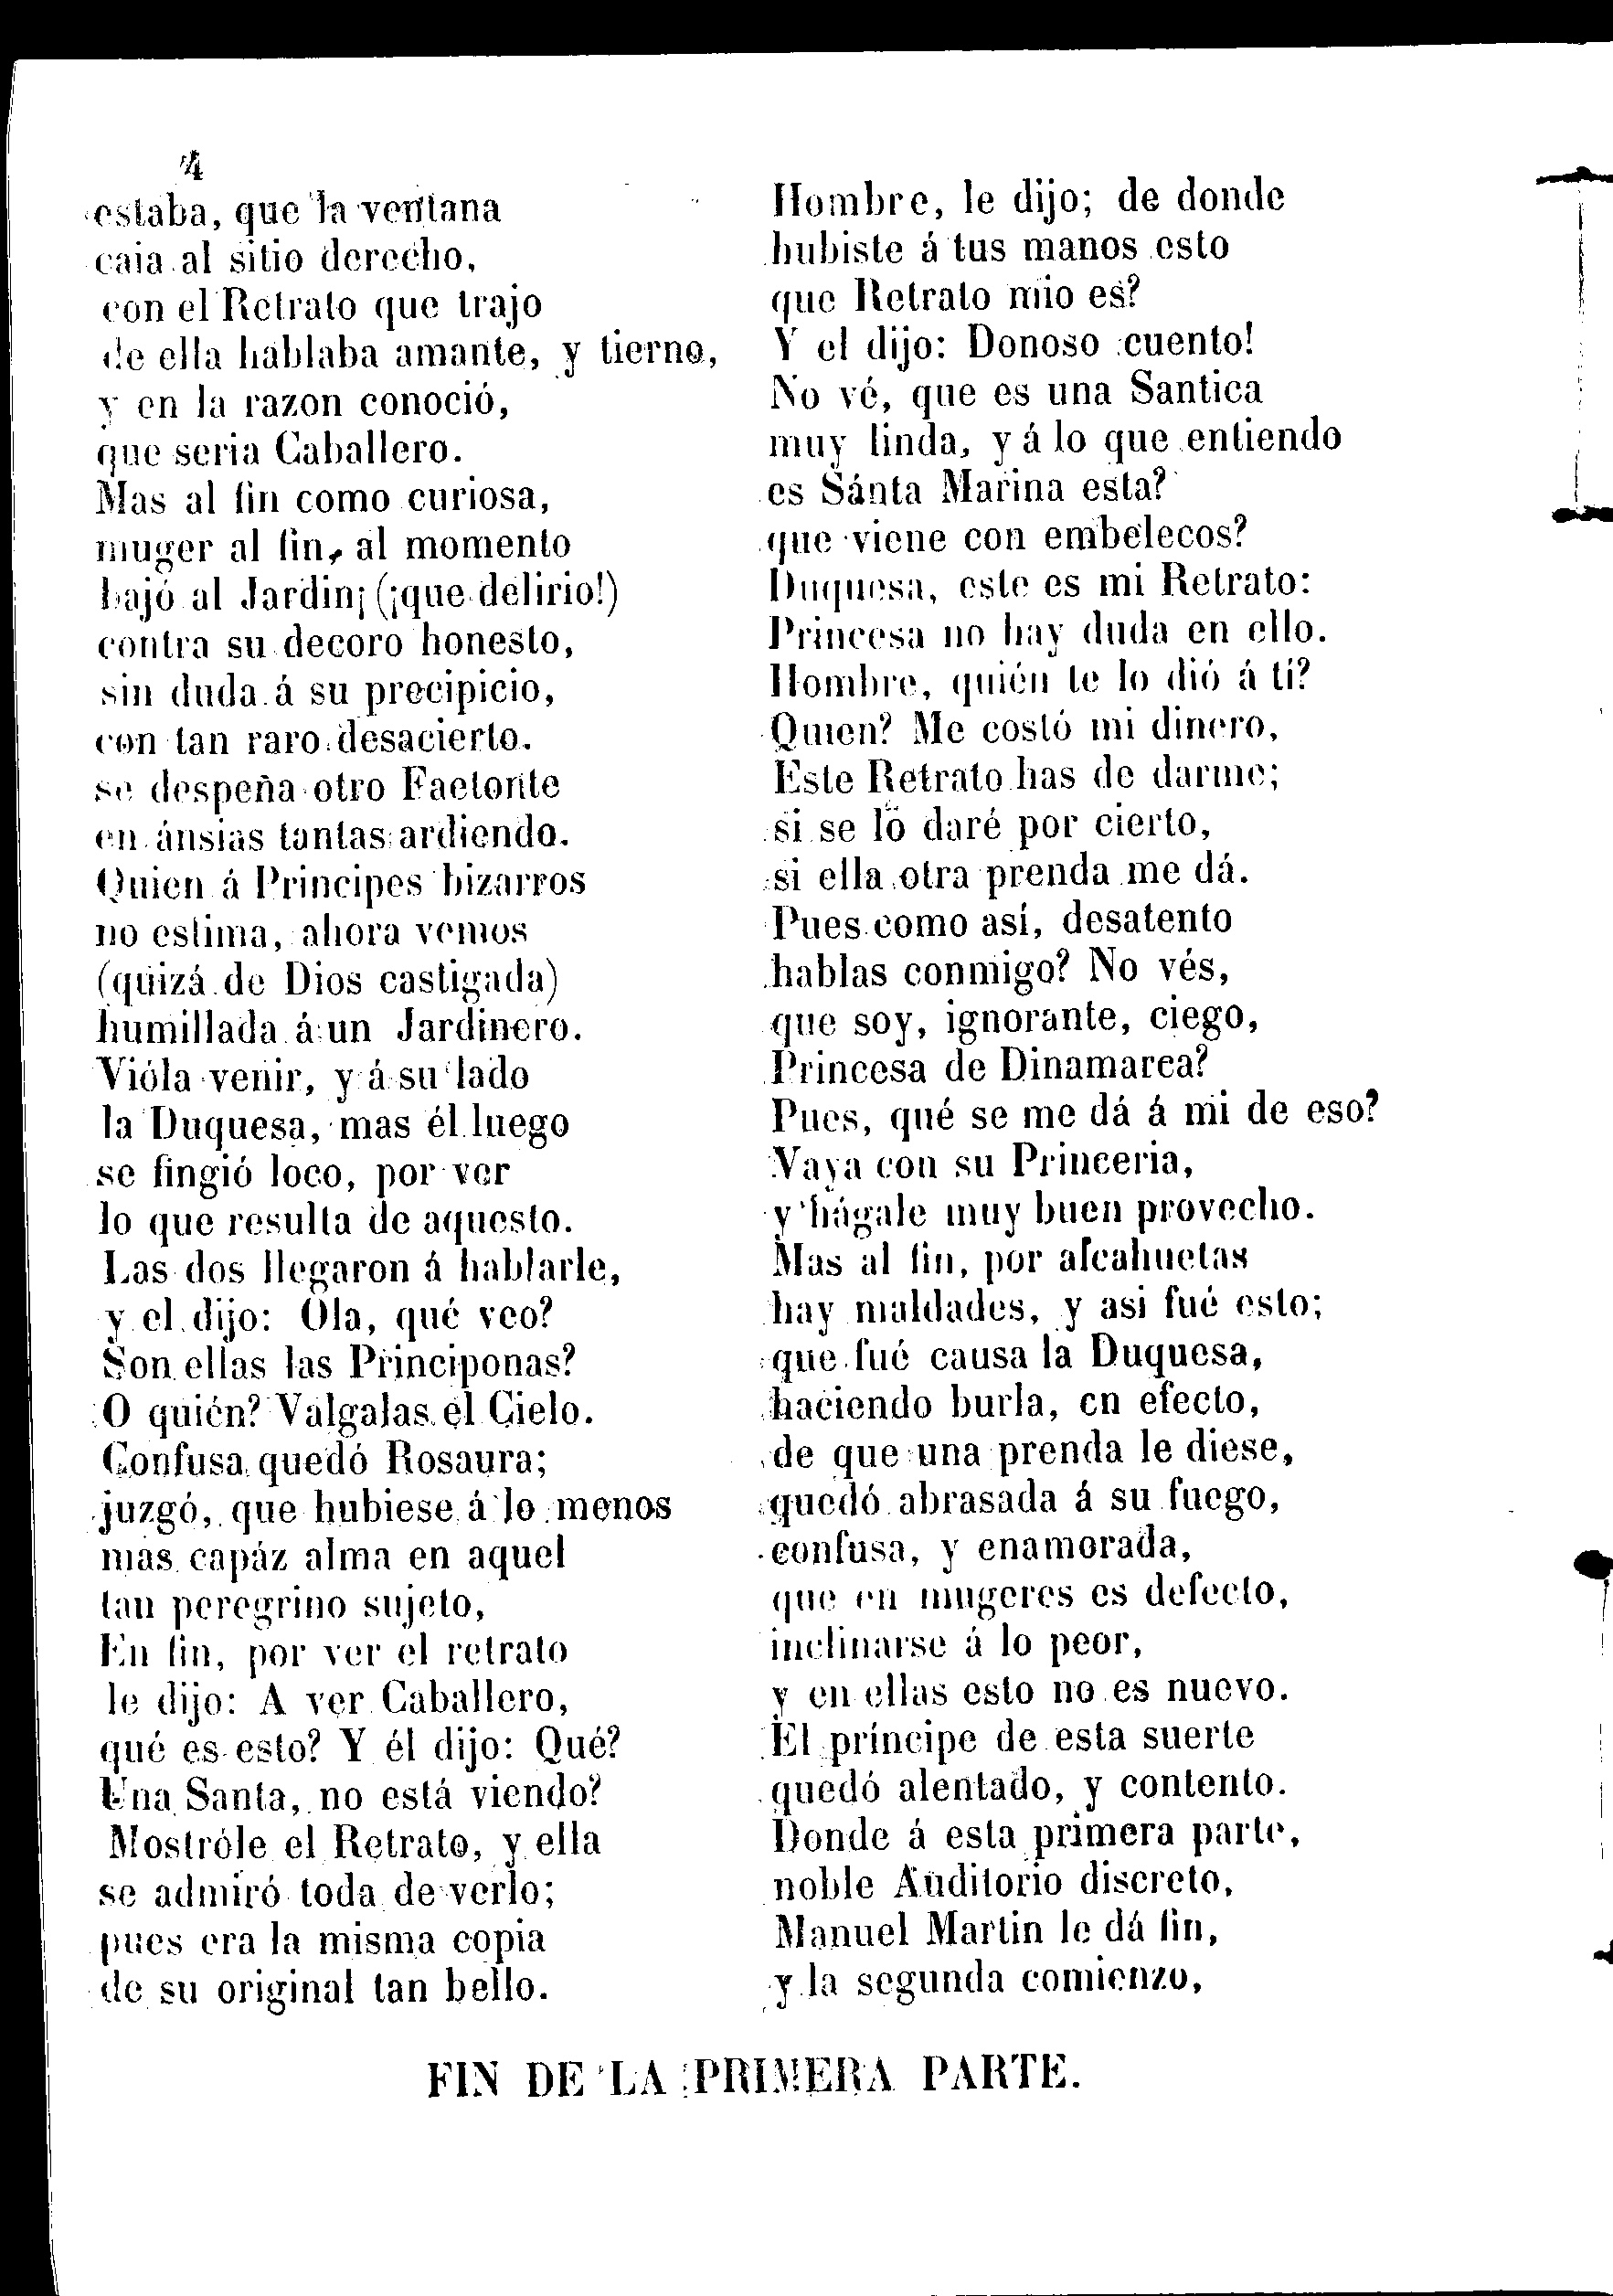 4
estaba, que la ventana
caia al sitio derecho,
con el Retrato que trajo
de ella hablaba amante, y tierno,
y en la razon conoció,
que seria Caballero.
Mas al fin como curiosa,
muger al fin, al momento
bajó al Jardin; (¡que delirio!)
contra su decoro honesto,
sin duda á su precipicio,
con tan raro desacierto.
se despeña otro Faetonte
en ánsias tantas ardiendo.
Quien á Principes bizarros
no estima, ahora vemos
(quizá de Dios castigada)
humillada á un Jardinero.
Vióla venir, y á su lado
la Duquesa, mas él luego
se fingió loco, por ver
lo que resulta de aquesto.
Las dos llegaron á hablarle,
y el dijo: Ola, qué veo?
Son ellas las Principonas?
O quién? Valgalas el Cielo.
Confusa quedó Rosaura;
juzgó, que hubiese á lo menos
mas capáz alma en aquel
tan peregrino sujeto,
En fin, por ver el retrato
le dijo: A ver Caballero,
qué es esto? Y él dijo: Qué?
Una Santa, no está viendo?
Mostróle el Retrato, y ella
se admiró toda de verlo;
pues era la misma copia
de su original tan bello.
Hombre, le dijo; de donde
hubiste á tus manos esto
que Retrato mio es?
Y el dijo: Donoso cuento!
No vé, que es una Santica
muy linda, y á lo que entiendo
es Sánta Marina esta?
que viene con embelecos?
Duquesa, este es mi Retrato:
Princesa no hay duda en ello.
Hombre, quién te lo dió á tí?
Quien? Me costó mi dinero,
Este Retrato has de darme;
si se lo daré por cierto,
si ella otra prenda me dá.
Pues como así, desatento
hablas conmigo? No vés,
que soy, ignorante, ciego,
Princesa de Dinamarca?
Pues, qué se me dá á mi de eso?
Vaya con su Princeria,
y hágale muy buen provecho.
Mas al fin, por alcahuetas
hay maldades, y asi fué esto;
que fué causa la Duquesa,
haciendo burla, en efecto,
de que una prenda le diese,
quedó abrasada á su fuego,
confusa, y enamorada,
que en mugeres es defecto,
inclinarse á lo peor,
y en ellas esto no es nuevo.
El príncipe de esta suerte
quedó alentado, y contento.
Donde á esta primera parte,
noble Auditorio discreto,
Manuel Martin le dá fin,
y la segunda comienzo,
FIN DE LA PRIMERA PARTE.